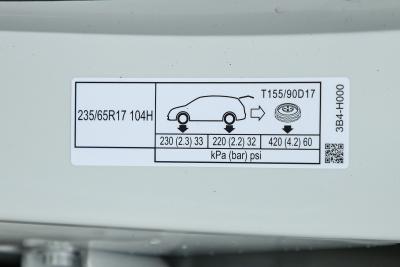 T155/90D17
235/65R17 104H
230 (2.3) 33 220 (2.2) 32 420 (4.2) 60
kPa (bar) psi
3B4-H000